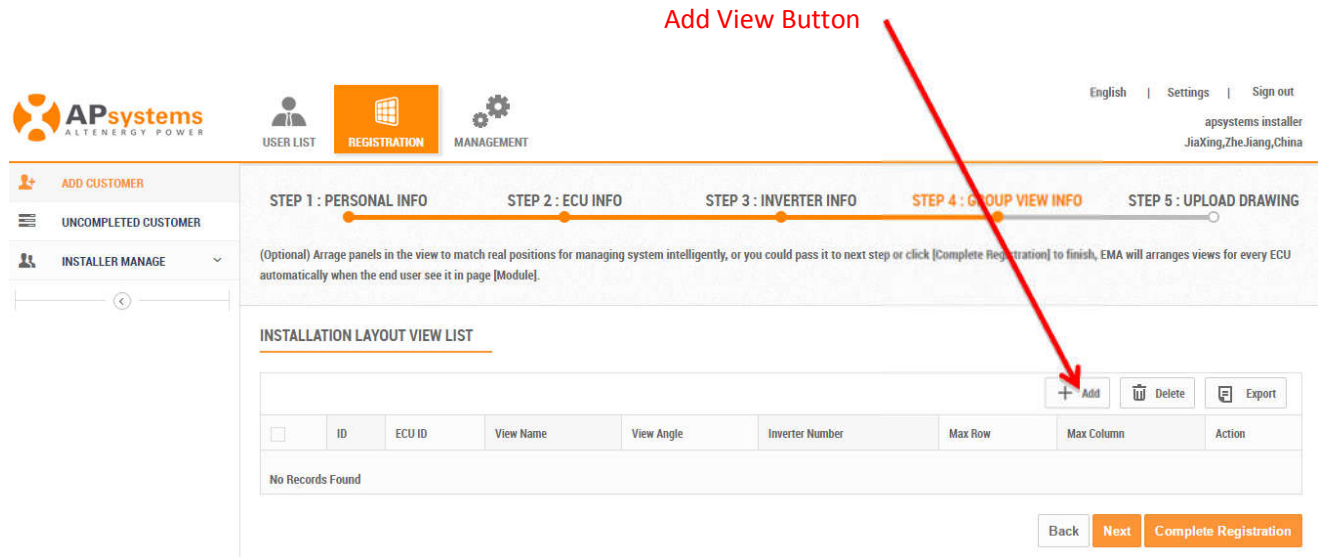 Add View Button
APsystems
ALTENERGY POWER
USER LIST
REGISTRATION
MANAGEMENT
English | Settings | Sign out
apsystems installer
JiaXing,ZheJiang,China
ADD CUSTOMER
UNCOMPLETED CUSTOMER
INSTALLER MANAGE
STEP 1 : PERSONAL INFO
STEP 2 : ECU INFO
STEP 3 : INVERTER INFO
STEP 4 : GROUP VIEW INFO
STEP 5 : UPLOAD DRAWING
(Optional) Arrage panels in the view to match real positions for managing system intelligently, or you could pass it to next step or click [Complete Registration] to finish, EMA will arranges views for every ECU
automatically when the end user see it in page [Module].
INSTALLATION LAYOUT VIEW LIST
Add Delete Export
ID ECU ID View Name View Angle Inverter Number Max Row Max Column Action
No Records Found
Back Next Complete Registration